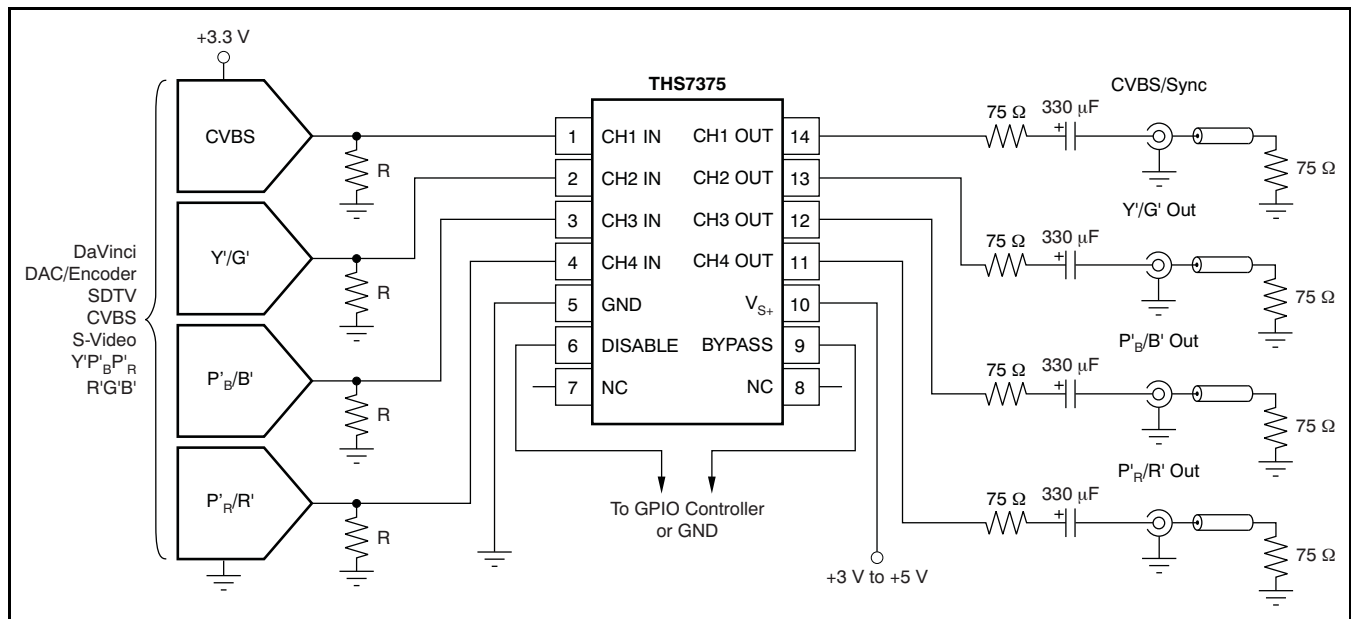 +3.3 V
CVBS
R
Y'/G'
R
P'B/B'
R
P'R/R'
R
DaVinci
DAC/Encoder
SDTV
CVBS
S-Video
Y'P'BP'R
R'G'B'
THS7375
1 CH1 IN CH1 OUT 14
2 CH2 IN CH2 OUT 13
3 CH3 IN CH3 OUT 12
4 CH4 IN CH4 OUT 11
5 GND VS+ 10
6 DISABLE BYPASS 9
7 NC NC 8
To GPIO Controller
or GND
+3 V to +5 V
CVBS/Sync
75 Ω 330 μF
+
75 Ω
Y'/G' Out
75 Ω 330 μF
+
75 Ω
P'B/B' Out
75 Ω 330 μF
+
75 Ω
P'R/R' Out
75 Ω 330 μF
+
75 Ω